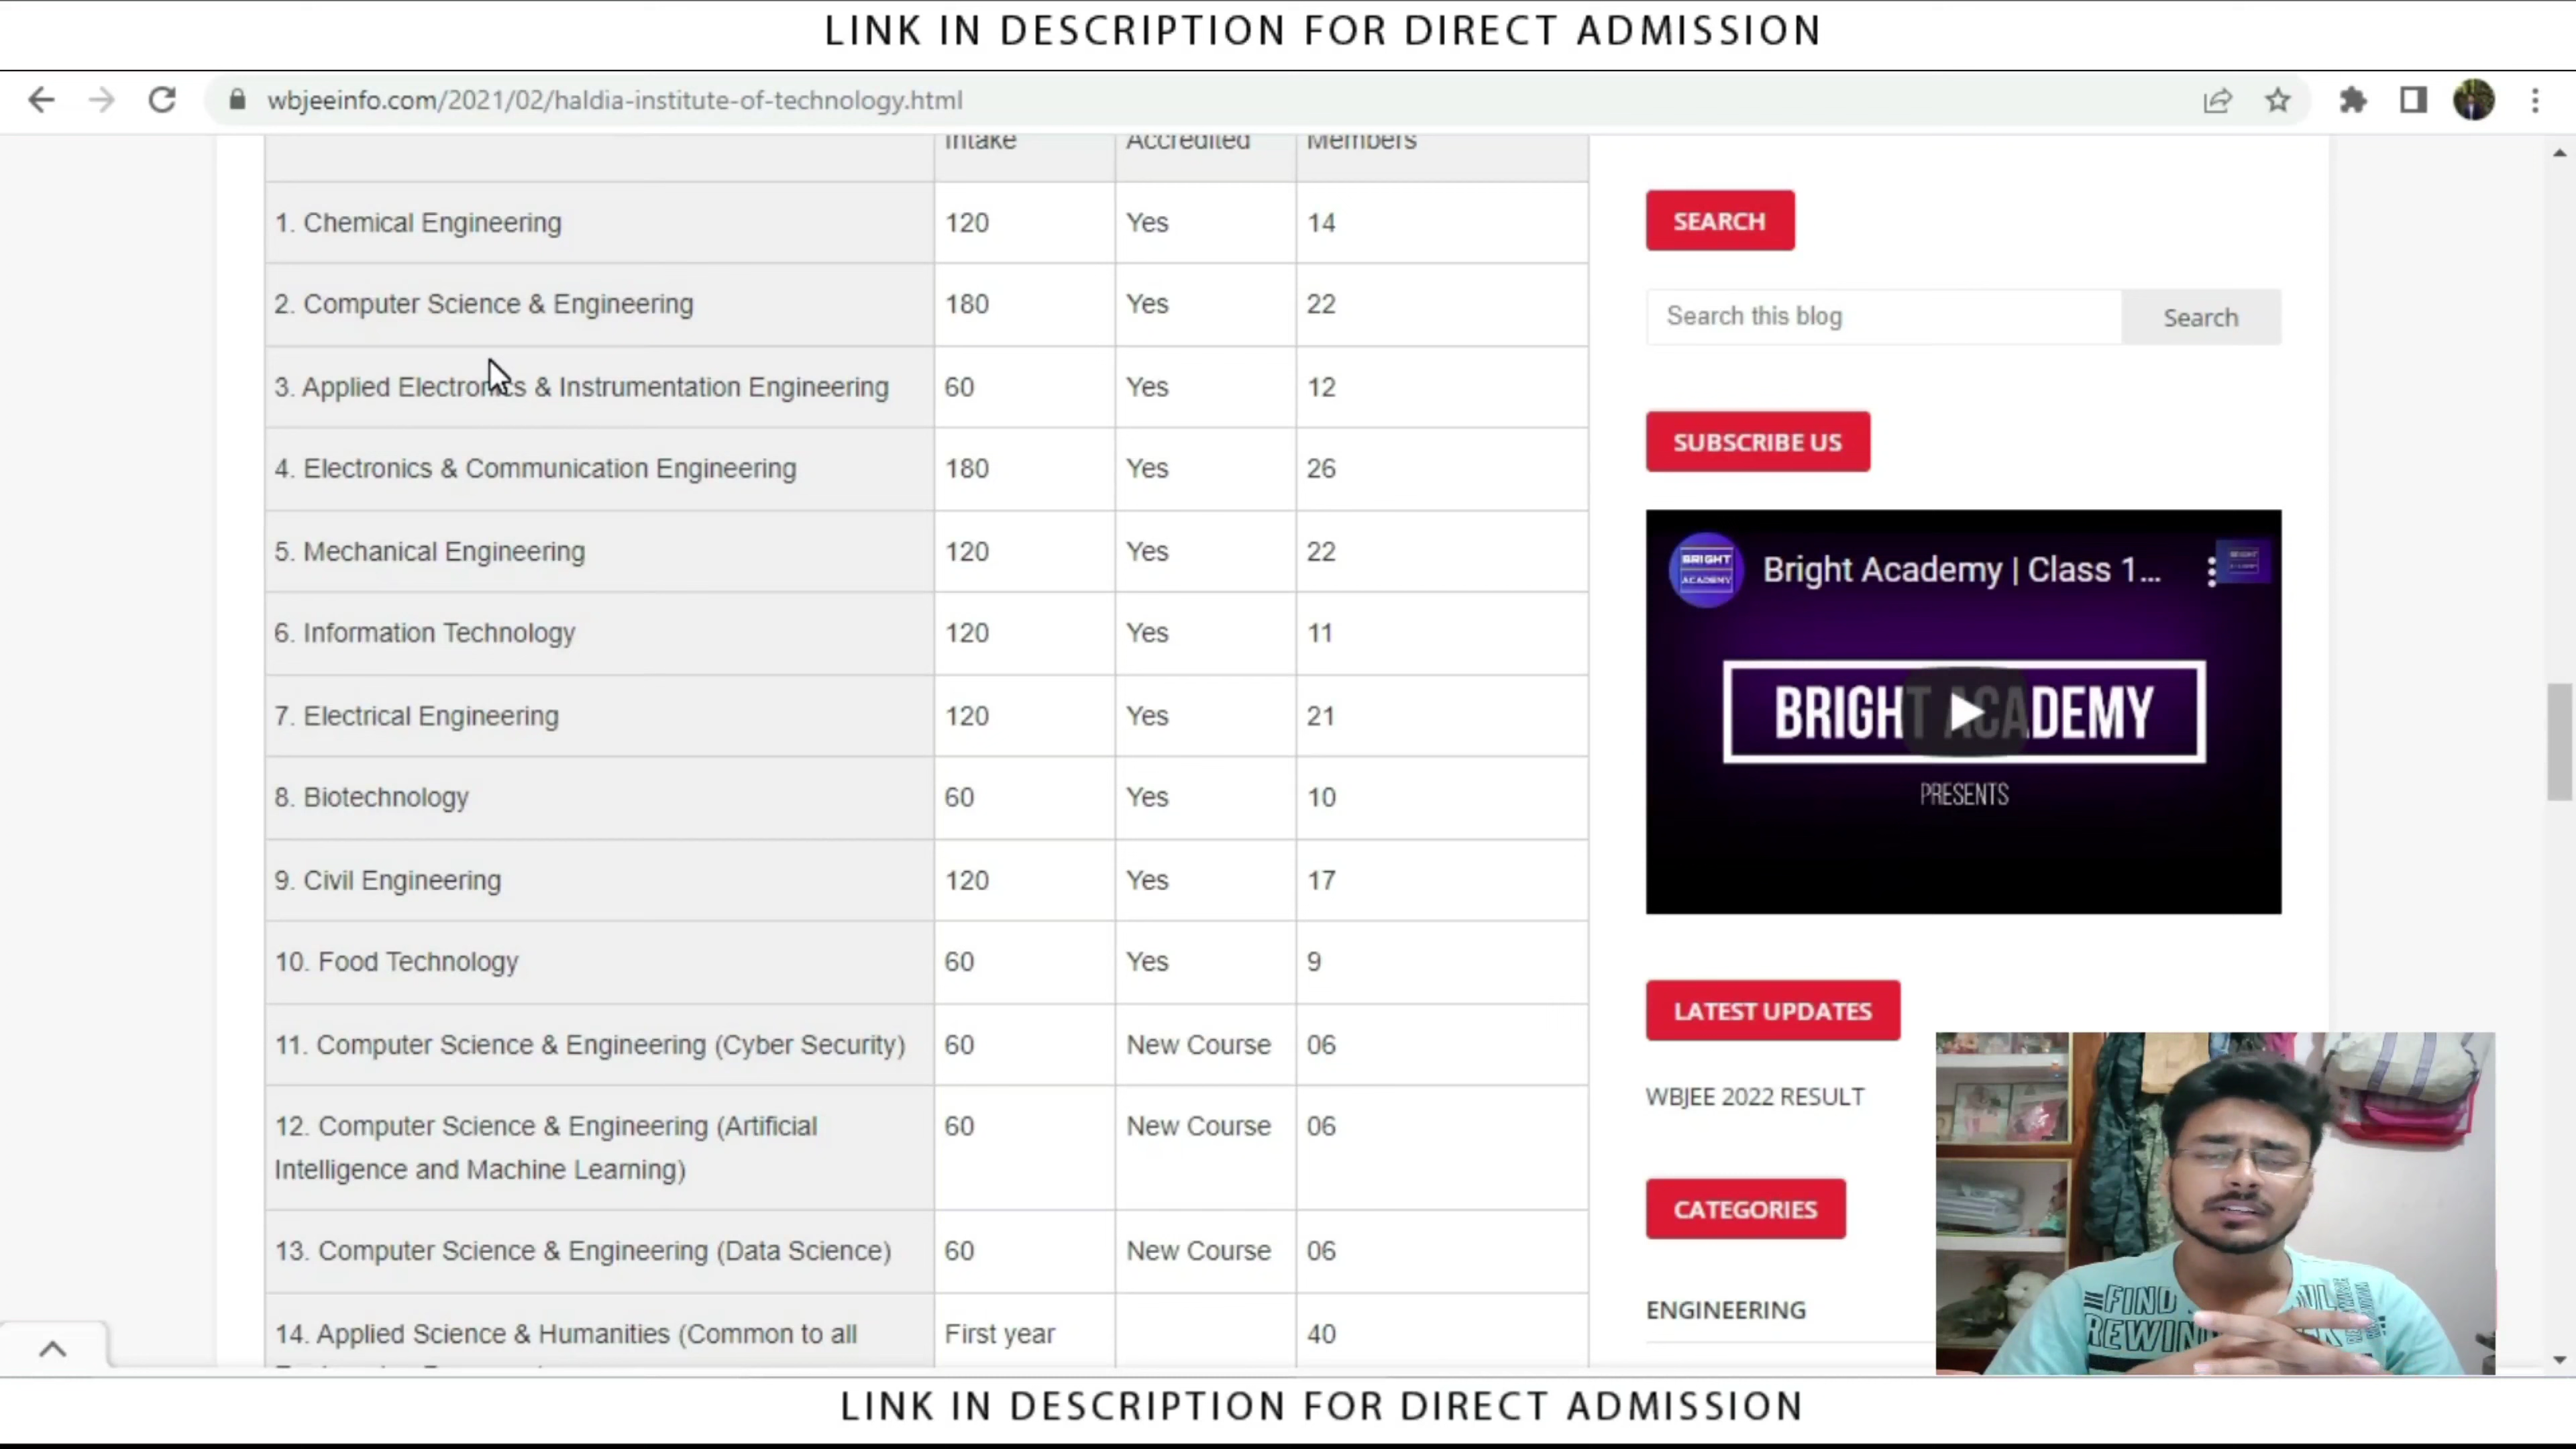 LINK IN DESCRIPTION FOR DIRECT ADMISSION
wbjeeinfo.com/2021/02/haldia-institute-of-technology.html
Intake Accredited Members
1. Chemical Engineering 120 Yes 14
2. Computer Science & Engineering 180 Yes 22
3. Applied Electronics & Instrumentation Engineering 60 Yes 12
4. Electronics & Communication Engineering 180 Yes 26
5. Mechanical Engineering 120 Yes 22
6. Information Technology 120 Yes 11
7. Electrical Engineering 120 Yes 21
8. Biotechnology 60 Yes 10
9. Civil Engineering 120 Yes 17
10. Food Technology 60 Yes 9
11. Computer Science & Engineering (Cyber Security) 60 New Course 06
12. Computer Science & Engineering (Artificial 60 New Course 06
Intelligence and Machine Learning)
13. Computer Science & Engineering (Data Science) 60 New Course 06
14. Applied Science & Humanities (Common to all First year 40
SEARCH
Search this blog Search
SUBSCRIBE US
BRIGHT
ACADEMY
Bright Academy | Class 1...
BRIGHT ACADEMY
PRESENTS
LATEST UPDATES
WBJEE 2022 RESULT
CATEGORIES
ENGINEERING
FIND
REWIN
LINK IN DESCRIPTION FOR DIRECT ADMISSION